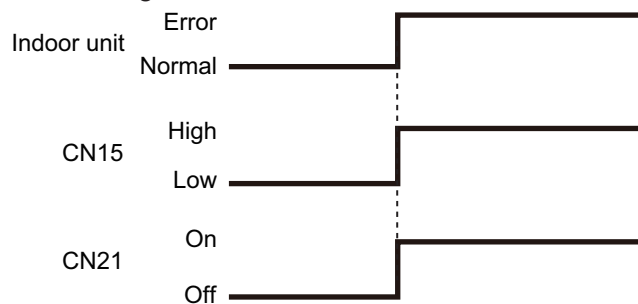 Error
Indoor unit
Normal
High
CN15
Low
On
CN21
Off